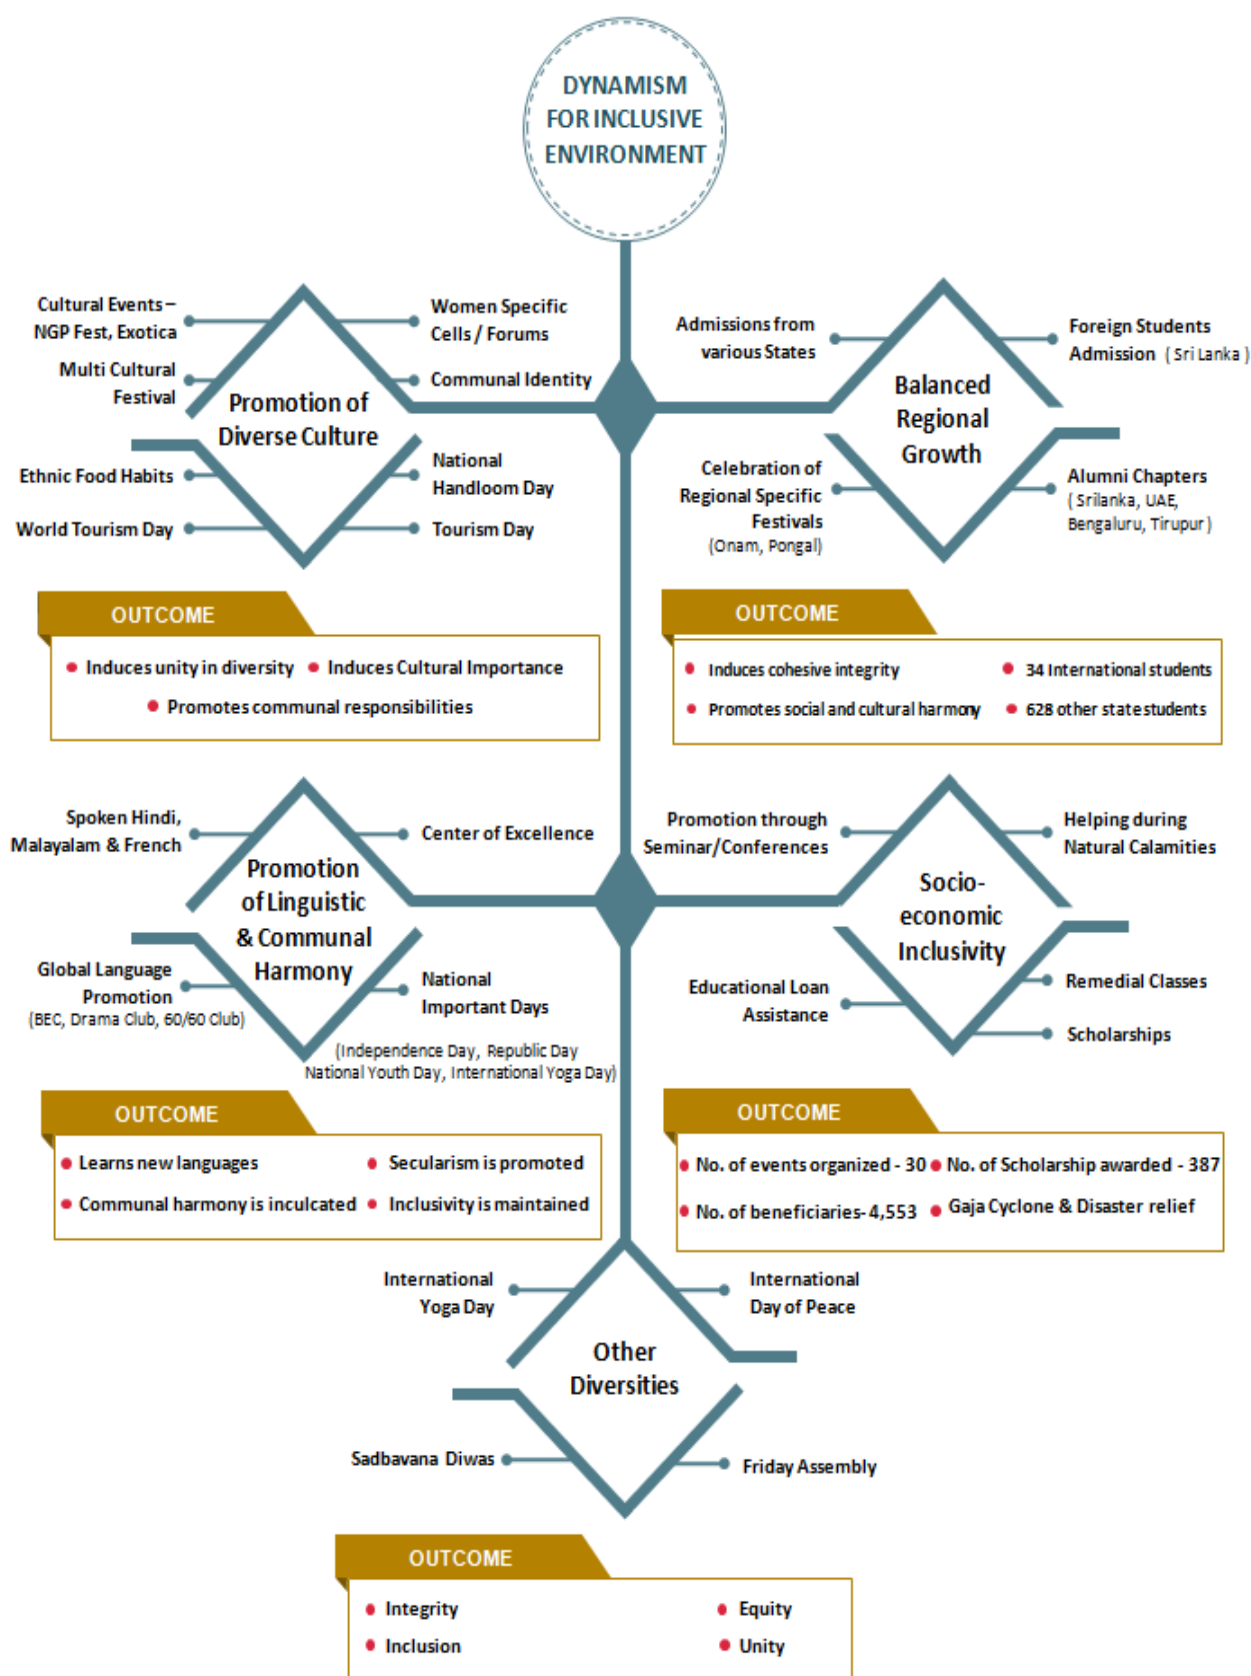 DYNAMISM
FOR INCLUSIVE
ENVIRONMENT
Cultural Events –
NGP Fest, Exotica
Multi Cultural
Festival
Women Specific
Cells / Forums
Communal Identity
Promotion of
Diverse Culture
Ethnic Food Habits
World Tourism Day
National
Handloom Day
Tourism Day
Admissions from
various States
Foreign Students
Admission ( Sri Lanka )
Balanced
Regional
Growth
Celebration of
Regional Specific
Festivals
(Onam, Pongal)
Alumni Chapters
( Srilanka, UAE,
Bengaluru, Tirupur )
OUTCOME
Induces unity in diversity
Induces Cultural Importance
Promotes communal responsibilities
OUTCOME
Induces cohesive integrity
34 International students
Promotes social and cultural harmony
628 other state students
Spoken Hindi,
Malayalam & French
Center of Excellence
Promotion
of Linguistic
& Communal
Harmony
Global Language
Promotion
(BEC, Drama Club, 60/60 Club)
National
Important Days
(Independence Day, Republic Day
National Youth Day, International Yoga Day)
Promotion through
Seminar/Conferences
Helping during
Natural Calamities
Socio-
economic
Inclusivity
Educational Loan
Assistance
Remedial Classes
Scholarships
OUTCOME
Learns new languages
Secularism is promoted
Communal harmony is inculcated
Inclusivity is maintained
OUTCOME
No. of events organized - 30
No. of Scholarship awarded - 387
No. of beneficiaries- 4,553
Gaja Cyclone & Disaster relief
International
Yoga Day
International
Day of Peace
Other
Diversities
Sadbavana Diwas
Friday Assembly
OUTCOME
Integrity
Equity
Inclusion
Unity